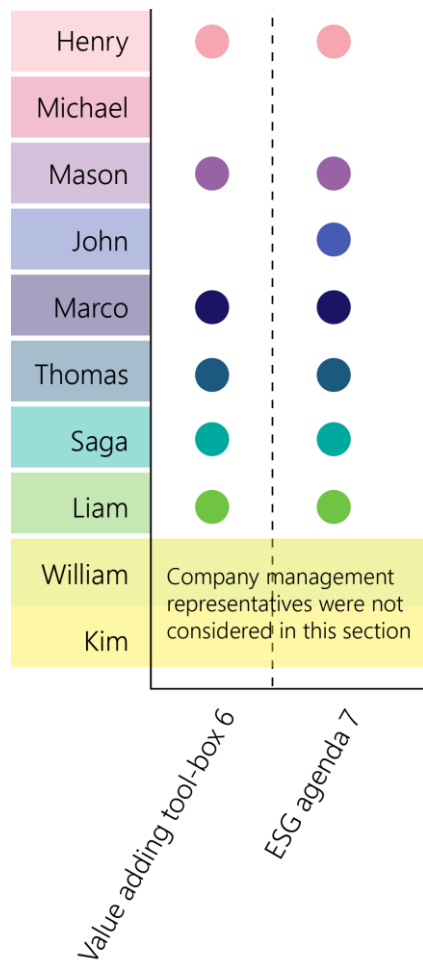 Henry
Michael
Mason
John
Marco
Thomas
Saga
Liam
William
Kim
Company management
representatives were not
considered in this section
Value adding tool-box 6
ESG agenda 7